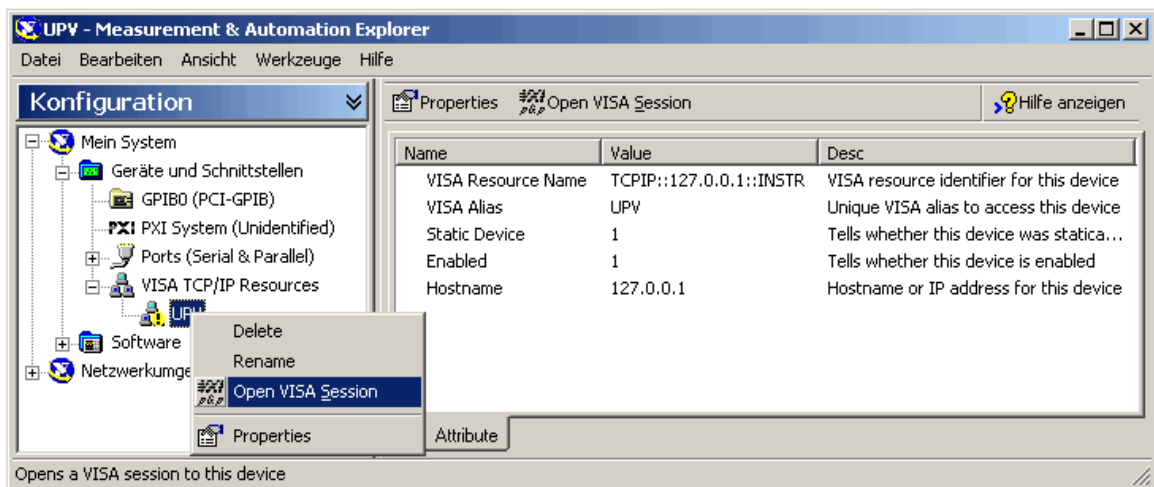 UPV - Measurement & Automation Explorer
Datei Bearbeiten Ansicht Werkzeuge Hilfe
Konfiguration
Mein System
Geräte und Schnittstellen
GPIB0 (PCI-GPIB)
PXI PXI System (Unidentified)
Ports (Serial & Parallel)
VISA TCP/IP Resources
UPV
Software
Netzwerkumge
Delete
Rename
Open VISA Session
Properties
Properties Open VISA Session Hilfe anzeigen
Name Value Desc
VISA Resource Name TCPIP::127.0.0.1::INSTR VISA resource identifier for this device
VISA Alias UPV Unique VISA alias to access this device
Static Device 1 Tells whether this device was statica...
Enabled 1 Tells whether this device is enabled
Hostname 127.0.0.1 Hostname or IP address for this device
Attribute
Opens a VISA session to this device